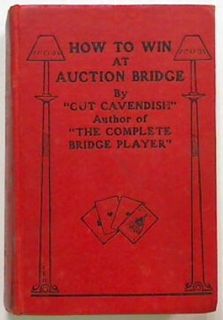 HOW TO WIN
AT
AUCTION BRIDGE
By
"CUT CAVENDISH"
Author of
"THE COMPLETE
BRIDGE PLAYER"